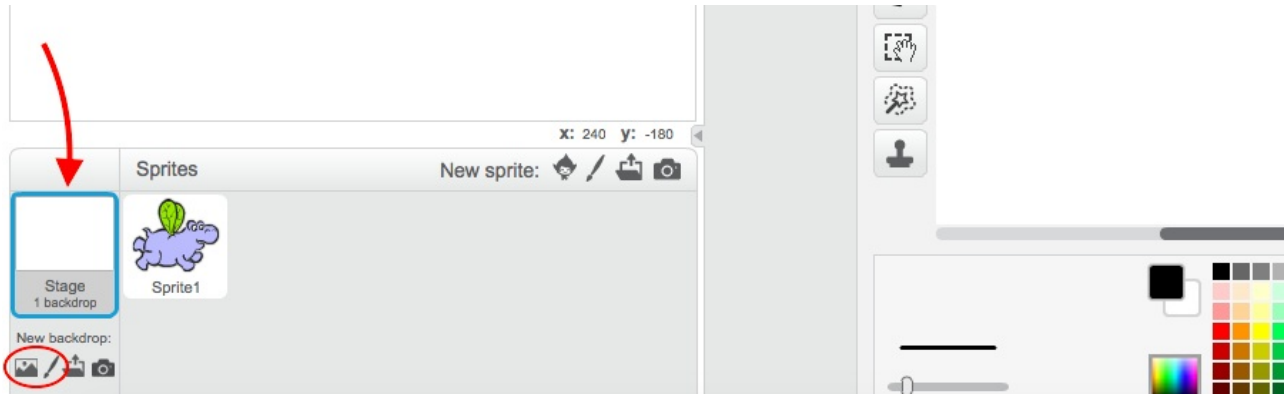 x: 240 y: -180
Sprites
New sprite:
Stage
1 backdrop
Sprite1
New backdrop: